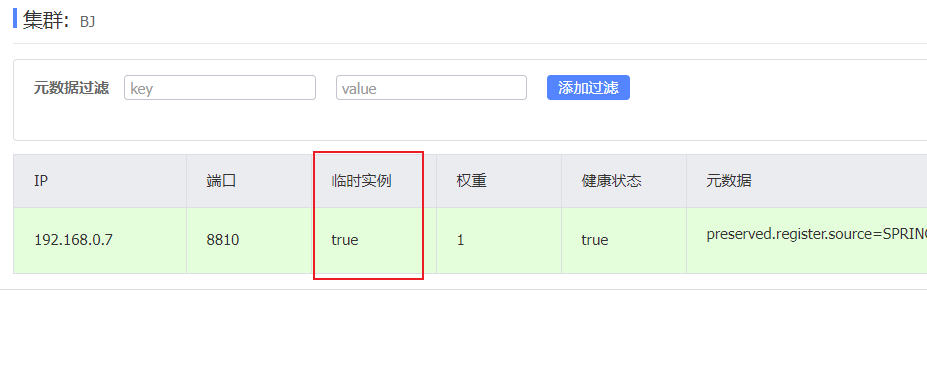 集群: BJ
元数据过滤 key value 添加过滤
IP 端口 临时实例 权重 健康状态 元数据
192.168.0.7 8810 true 1 true preserved.register.source=SPRING